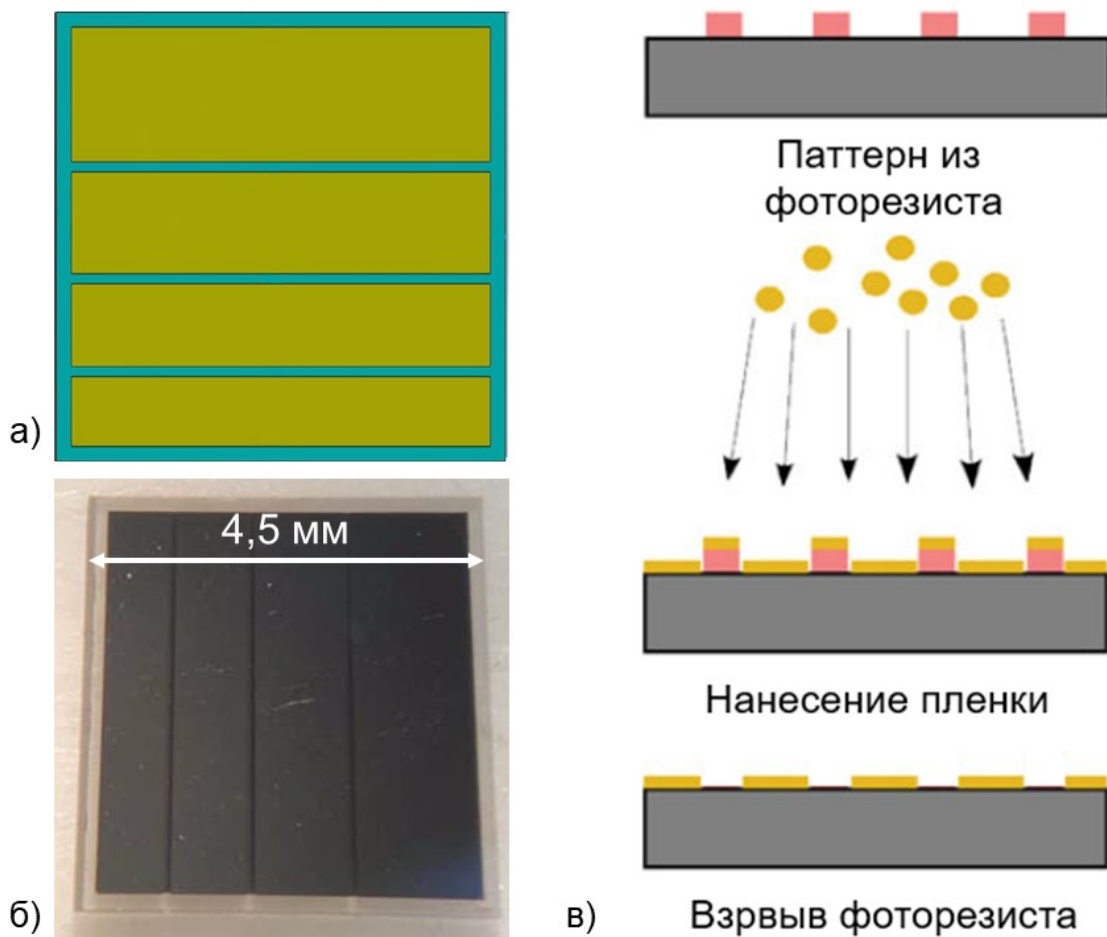 а)
4,5 мм
б)
Паттерн из
фоторезиста
Нанесение пленки
в)
Взрвыв фоторезиста